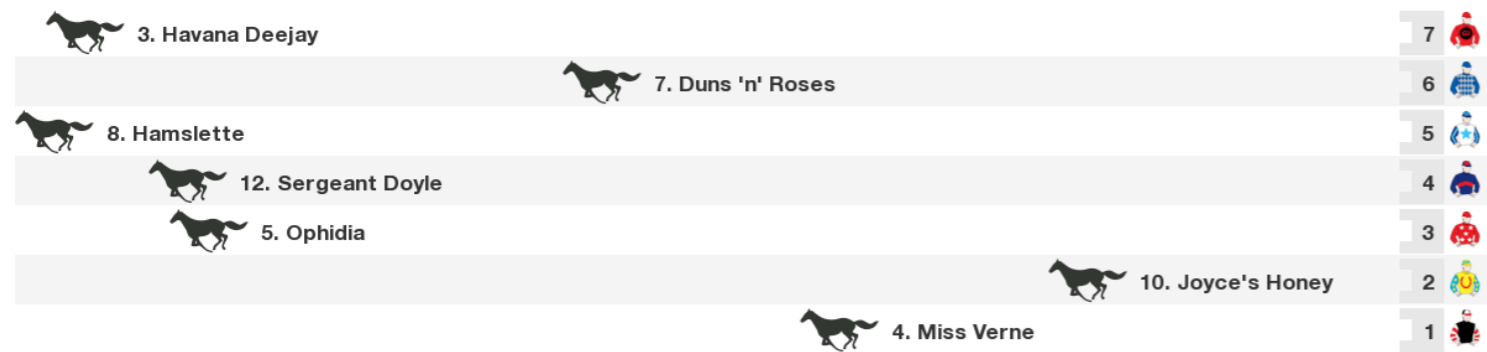 3. Havana Deejay 7
7. Duns 'n' Roses 6
8. Hamslette 5
12. Sergeant Doyle 4
5. Ophidia 3
10. Joyce's Honey 2
4. Miss Verne 1